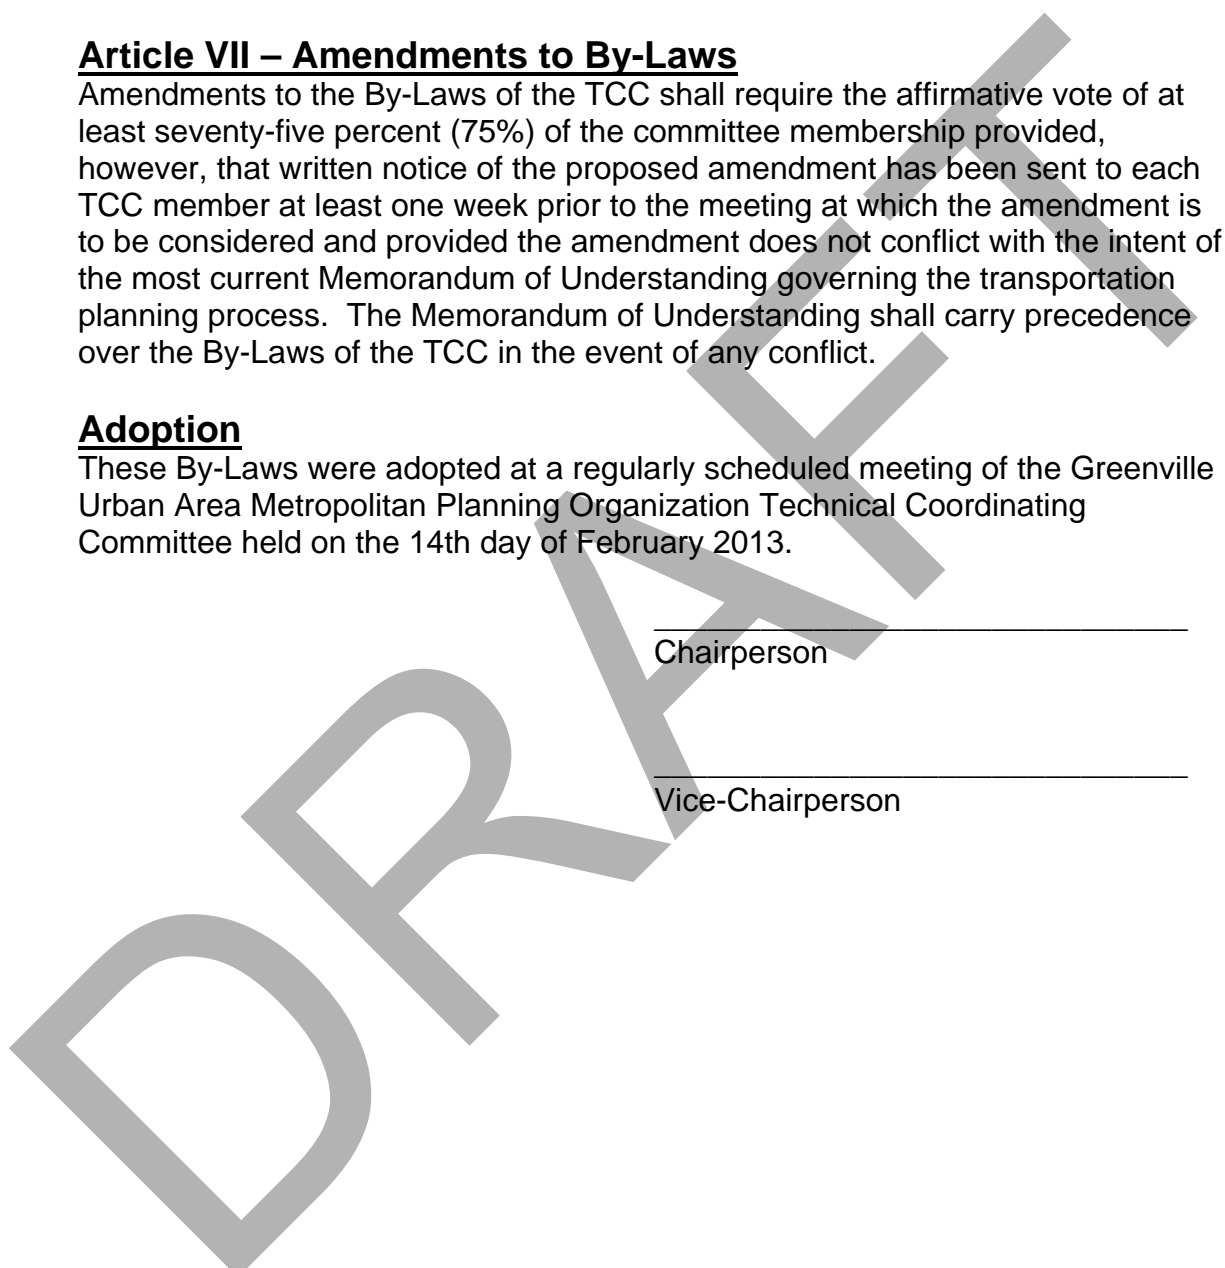 Article VII – Amendments to By-Laws
Amendments to the By-Laws of the TCC shall require the affirmative vote of at
least seventy-five percent (75%) of the committee membership provided,
however, that written notice of the proposed amendment has been sent to each
TCC member at least one week prior to the meeting at which the amendment is
to be considered and provided the amendment does not conflict with the intent of
the most current Memorandum of Understanding governing the transportation
planning process.  The Memorandum of Understanding shall carry precedence
over the By-Laws of the TCC in the event of any conflict.
Adoption
These By-Laws were adopted at a regularly scheduled meeting of the Greenville
Urban Area Metropolitan Planning Organization Technical Coordinating
Committee held on the 14th day of February 2013.
Chairperson
Vice-Chairperson
DRAFT